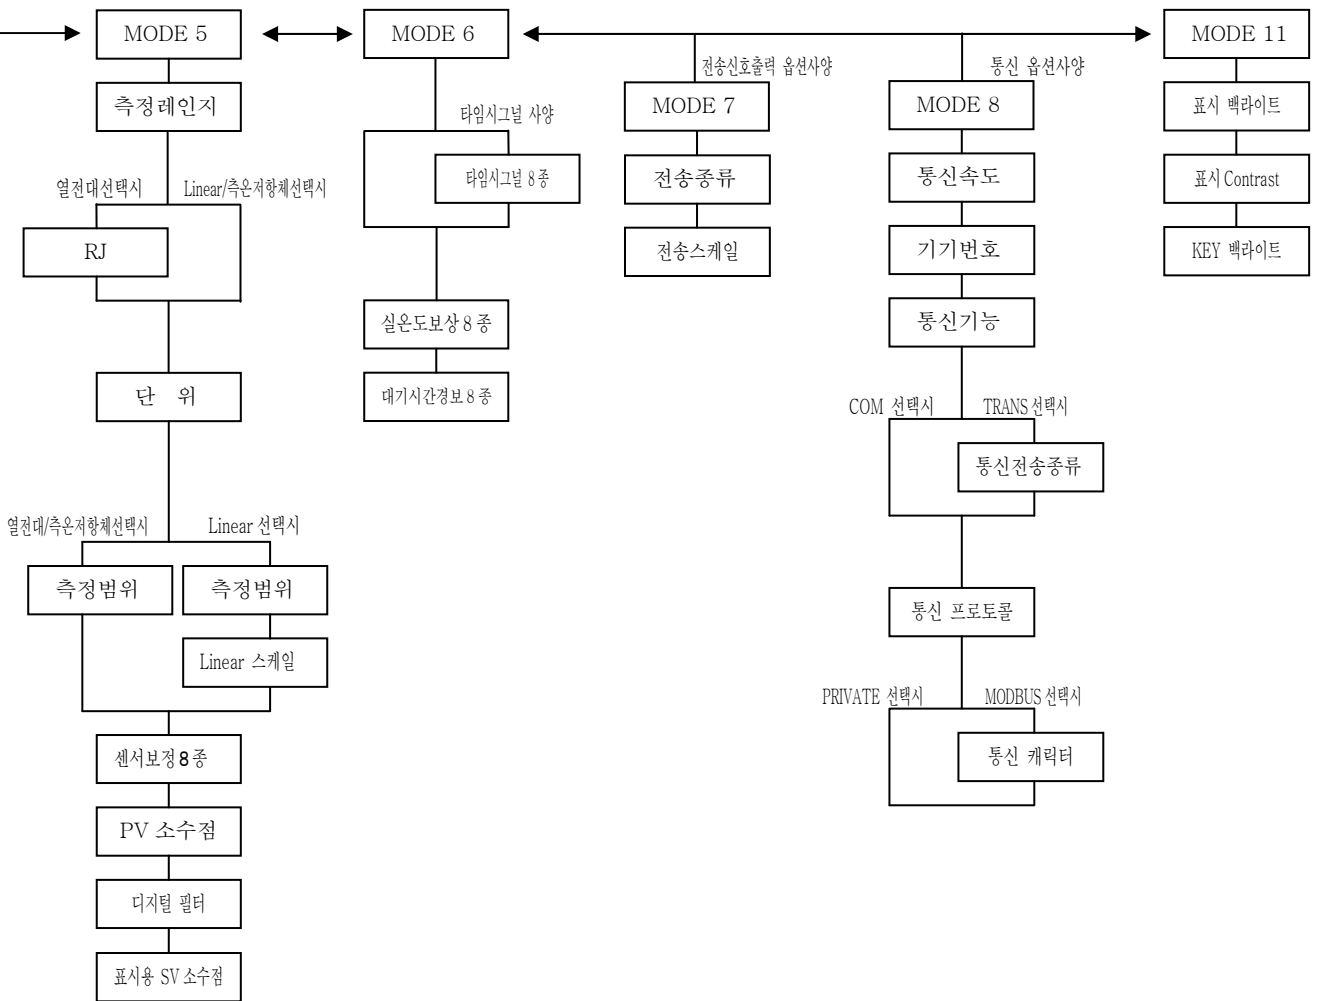 MODE 5
측정레인지
열전대선택시
Linear/측온저항체선택시
RJ
단 위
열전대/측온저항체선택시
Linear 선택시
측정범위
측정범위
Linear 스케일
센서보정 8 종
PV 소수점
디지털 필터
표시용 SV 소수점
MODE 6
타임시그널 사양
타임시그널 8 종
실온도보상 8 종
대기시간경보 8 종
전송신호출력 옵션사양
MODE 7
전송종류
전송스케일
통신 옵션사양
MODE 8
통신속도
기기번호
통신기능
COM 선택시
TRANS 선택시
통신전송종류
통신 프로토콜
PRIVATE 선택시
MODBUS 선택시
통신 캐릭터
MODE 11
표시 백라이트
표시 Contrast
KEY 백라이트